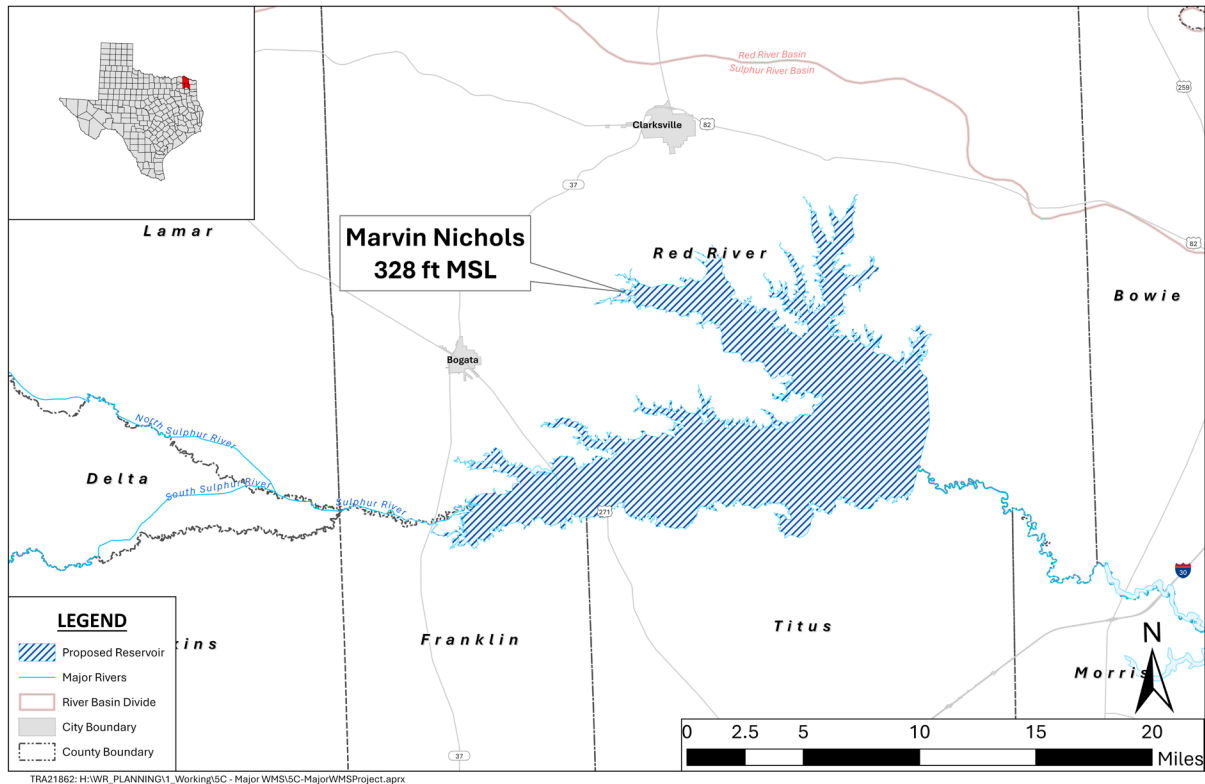 Red River Basin
Sulphur River Basin
259
Clarksville
82
37
Lamar
Marvin Nichols
328 ft MSL
Red River
82
Bowie
Bogata
North Sulphur River
Delta
South Sulphur River
Sulphur River
271
30
LEGEND
Proposed Reservoir
Major Rivers
River Basin Divide
City Boundary
County Boundary
kins
Franklin
Titus
Morris
N
37
0 2.5 5 10 15 20
Miles
TRA21862: H:\WR_PLANNING\1_Working\5C - Major WMS\5C-MajorWMSProject.aprx